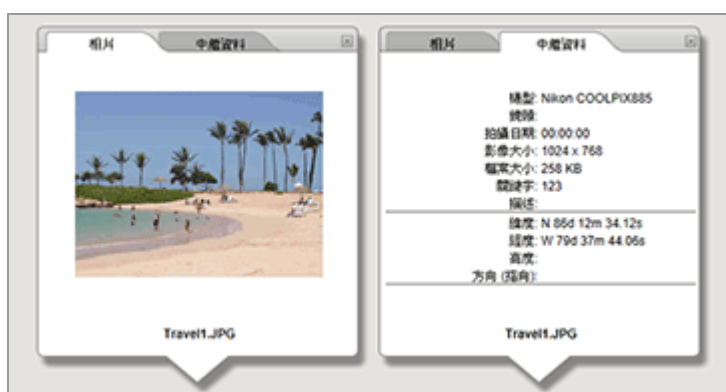 相片 中繼資料
Travel1.JPG
相片 中繼資料
機型: Nikon COOLPIX885
鏡頭:
拍攝日期: 00:00:00
影像大小: 1024 x 768
檔案大小: 258 KB
關鍵字: 123
描述:
緯度: N 86d 12m 34.12s
經度: W 79d 37m 44.06s
高度:
方向 (指向):
Travel1.JPG